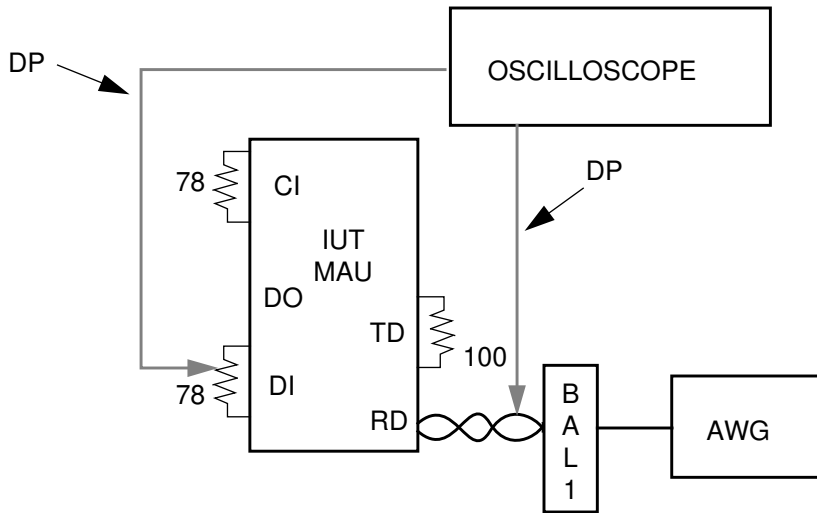 DP
OSCILLOSCOPE
DP
78
CI
IUT
MAU
DO
TD
100
78
DI
RD
B
A
L
1
AWG